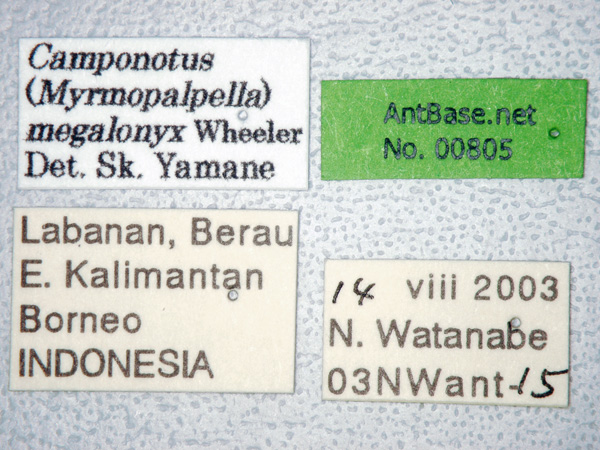 Camponotus
(Myrmopalpella)
megalonyx Wheeler
Det. Sk. Yamane
AntBase.net
No. 00805
Labanan, Berau
E. Kalimantan
Borneo
INDONESIA
14 viii 2003
N. Watanabe
03NWant-15